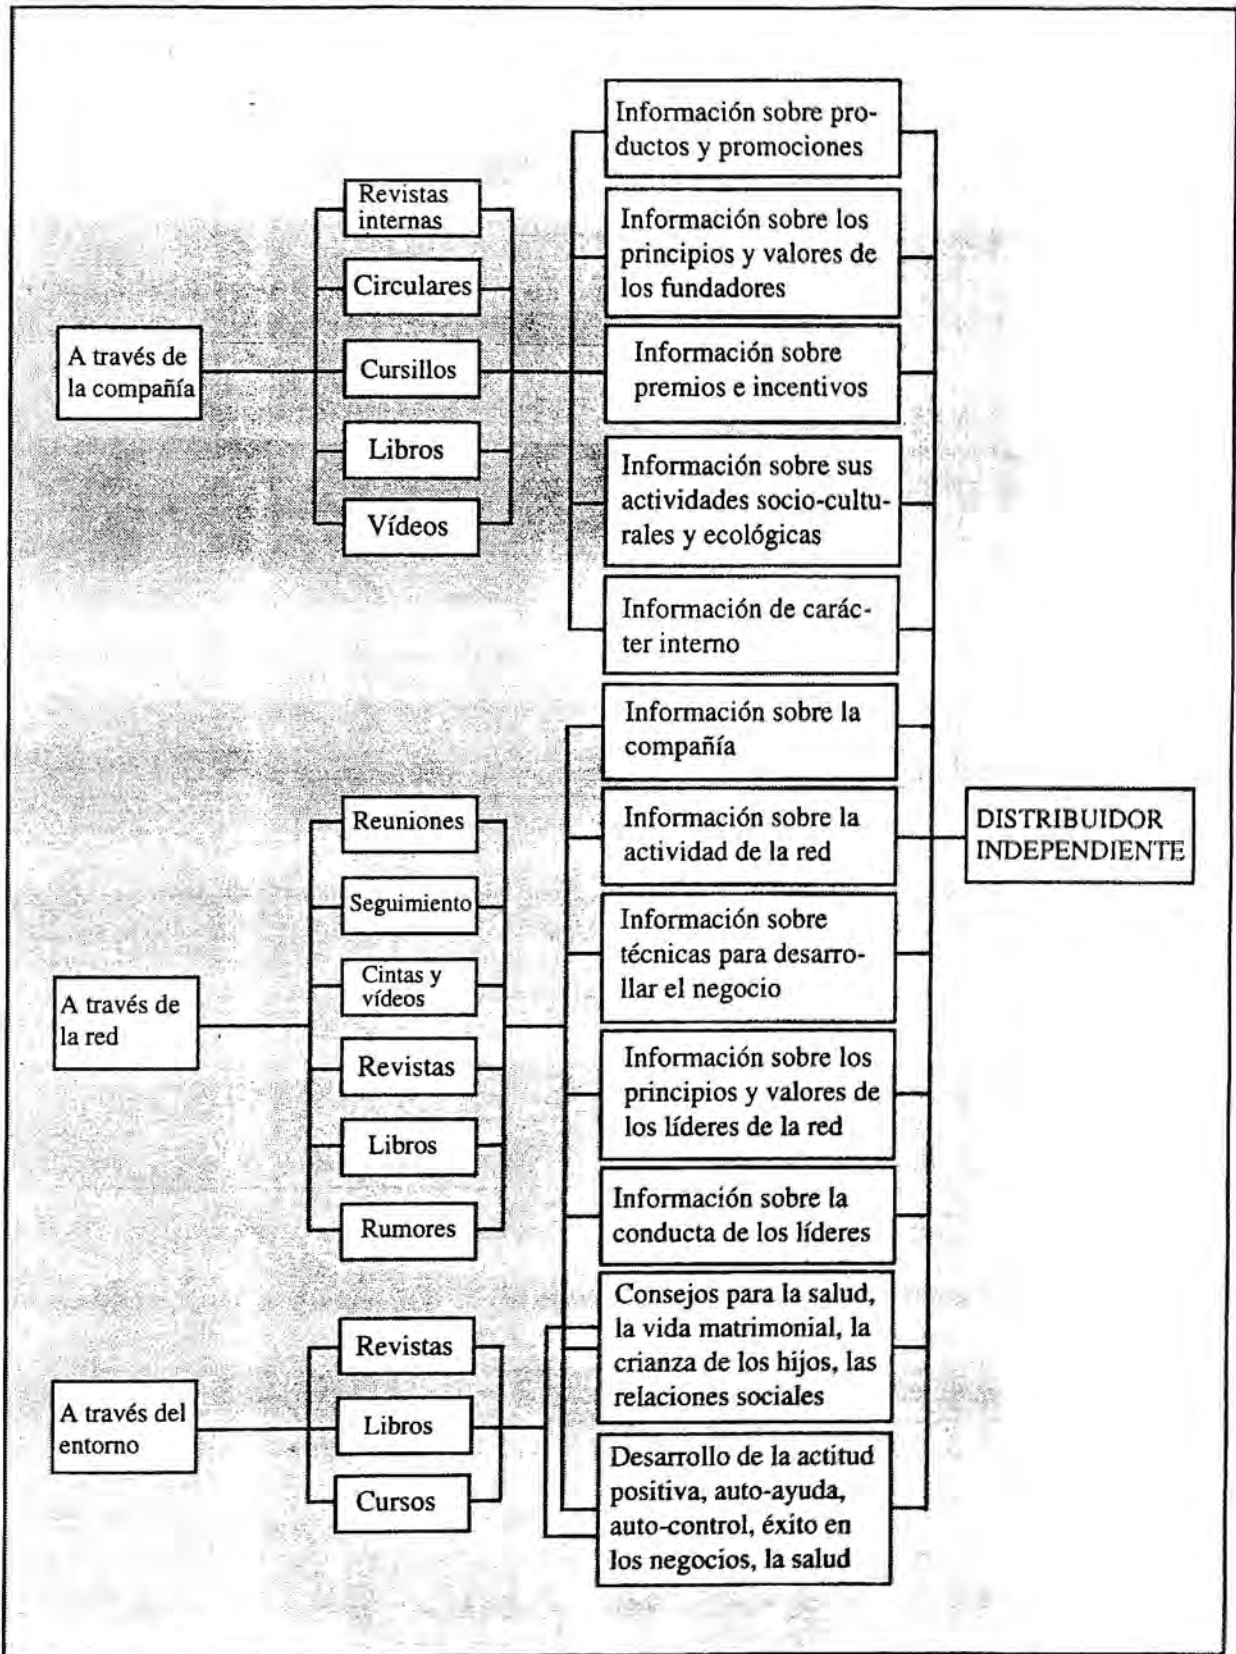 A través de
la compañía
Revistas
internas
Circulares
Cursillos
Libros
Vídeos
Información sobre pro-
ductos y promociones
Información sobre los
principios y valores de
los fundadores
Información sobre
premios e incentivos
Información sobre sus
actividades socio-cultu-
rales y ecológicas
Información de carác-
ter interno
A través de
la red
Reuniones
Seguimiento
Cintas y
vídeos
Revistas
Libros
Rumores
Información sobre la
compañía
Información sobre la
actividad de la red
Información sobre
técnicas para desarro-
llar el negocio
Información sobre los
principios y valores de
los líderes de la red
Información sobre la
conducta de los líderes
A través del
entorno
Revistas
Libros
Cursos
Consejos para la salud,
la vida matrimonial, la
crianza de los hijos, las
relaciones sociales
Desarrollo de la actitud
positiva, auto-ayuda,
auto-control, éxito en
los negocios, la salud
DISTRIBUIDOR
INDEPENDIENTE